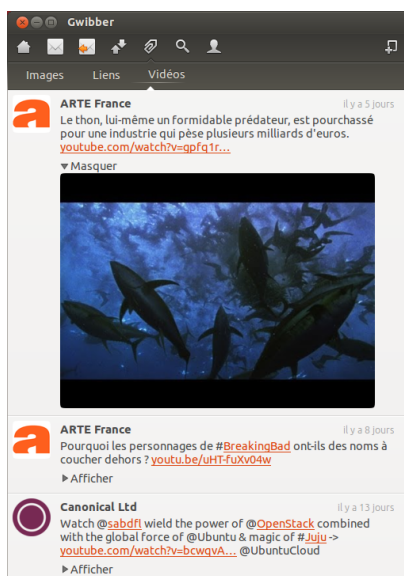 Gwibber
Images Liens Vidéos
ARTE France il y a 5 jours
Le thon, lui-même un formidable prédateur, est pourchassé
pour une industrie qui pèse plusieurs milliards d'euros.
youtube.com/watch?v=gpfq1r...
Masquer
ARTE France il y a 8 jours
Pourquoi les personnages de #BreakingBad ont-ils des noms à
coucher dehors ? youtu.be/uHT-fuXv04w
Afficher
Canonical Ltd Il y a 13 jours
Watch @sabdfl wield the power of @OpenStack combined
with the global force of @Ubuntu & magic of #Juju ->
youtube.com/watch?v=bcwqvA... @UbuntuCloud
Afficher